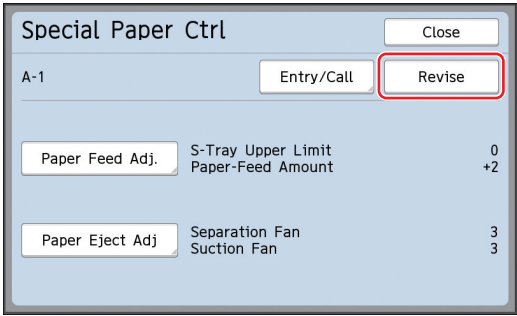 Special Paper Ctrl
Close
A-1
Entry/Call
Revise
Paper Feed Adj.
S-Tray Upper Limit 0
Paper-Feed Amount +2
Paper Eject Adj
Separation Fan 3
Suction Fan 3